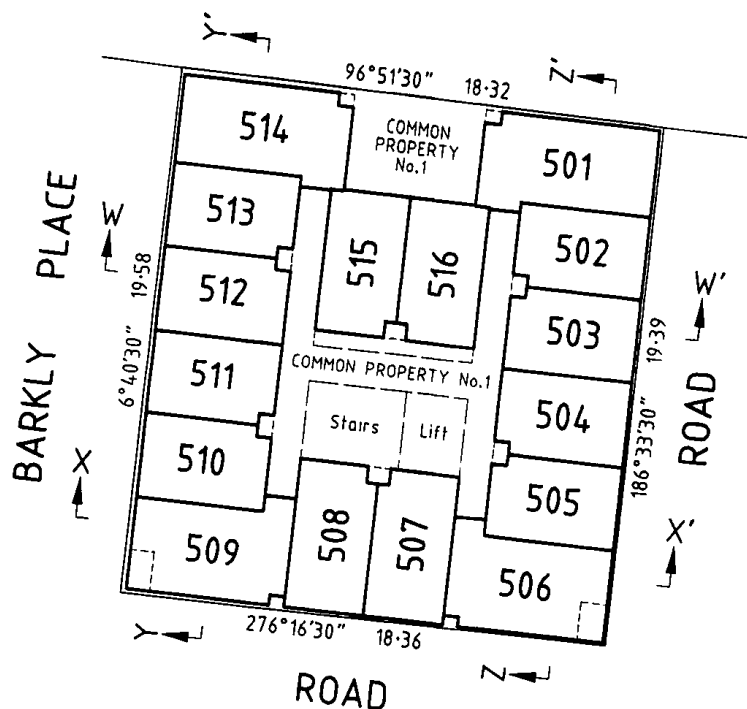 Y'
Z'
96°51'30"
18·32
514
COMMON
PROPERTY
No.1
501
513
502
W
W'
515
516
19·58
512
503
19·39
BARKLY PLACE
6°40'30"
511
COMMON PROPERTY No.1
504
ROAD
186°33'30"
Stairs
Lift
X
510
505
X'
509
508
507
506
Y
276°16'30"
18·36
Z
ROAD